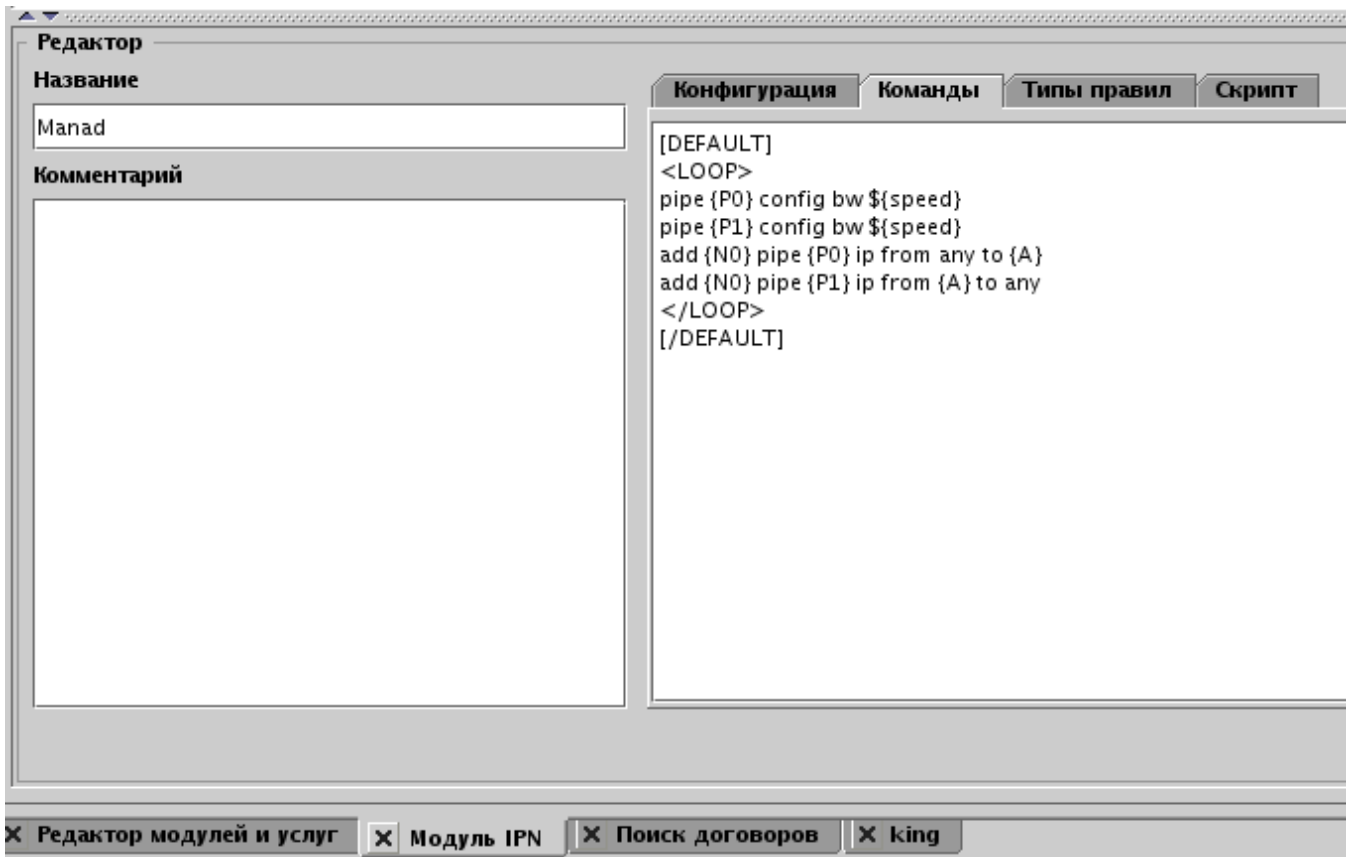 Редактор
Название
Manad
Комментарий
Конфигурация Команды Типы правил Скрипт
[DEFAULT]
<LOOP>
pipe {P0} config bw ${speed}
pipe {P1} config bw ${speed}
add {N0} pipe {P0} ip from any to {A}
add {N0} pipe {P1} ip from {A} to any
</LOOP>
[/DEFAULT]
Редактор модулей и услуг Модуль IPN Поиск договоров king